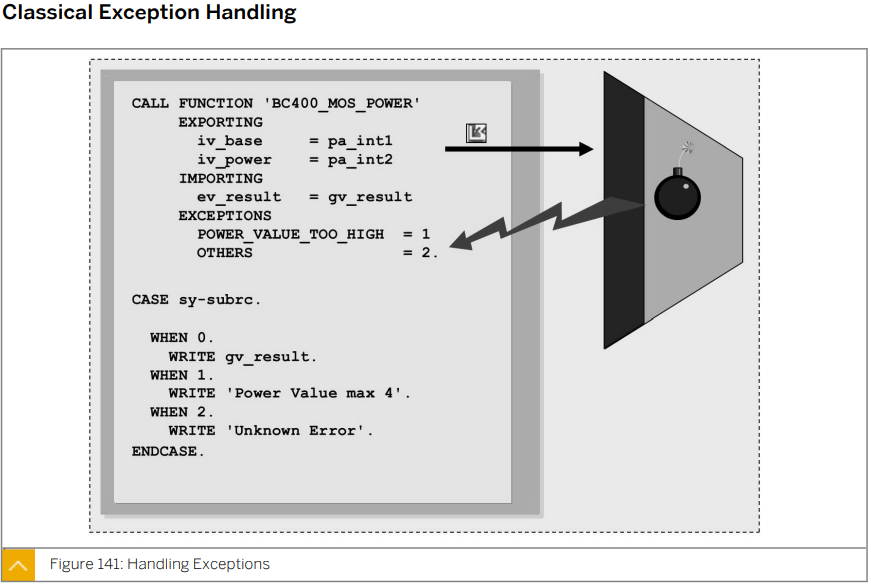 Classical Exception Handling
CALL FUNCTION 'BC400_MOS_POWER'
EXPORTING
iv_base = pa_int1
iv_power = pa_int2
IMPORTING
ev_result = gv_result
EXCEPTIONS
POWER_VALUE_TOO_HIGH = 1
OTHERS = 2.
CASE sy-subrc.
WHEN 0.
WRITE gv_result.
WHEN 1.
WRITE 'Power Value max 4'.
WHEN 2.
WRITE 'Unknown Error'.
ENDCASE.
Figure 141: Handling Exceptions